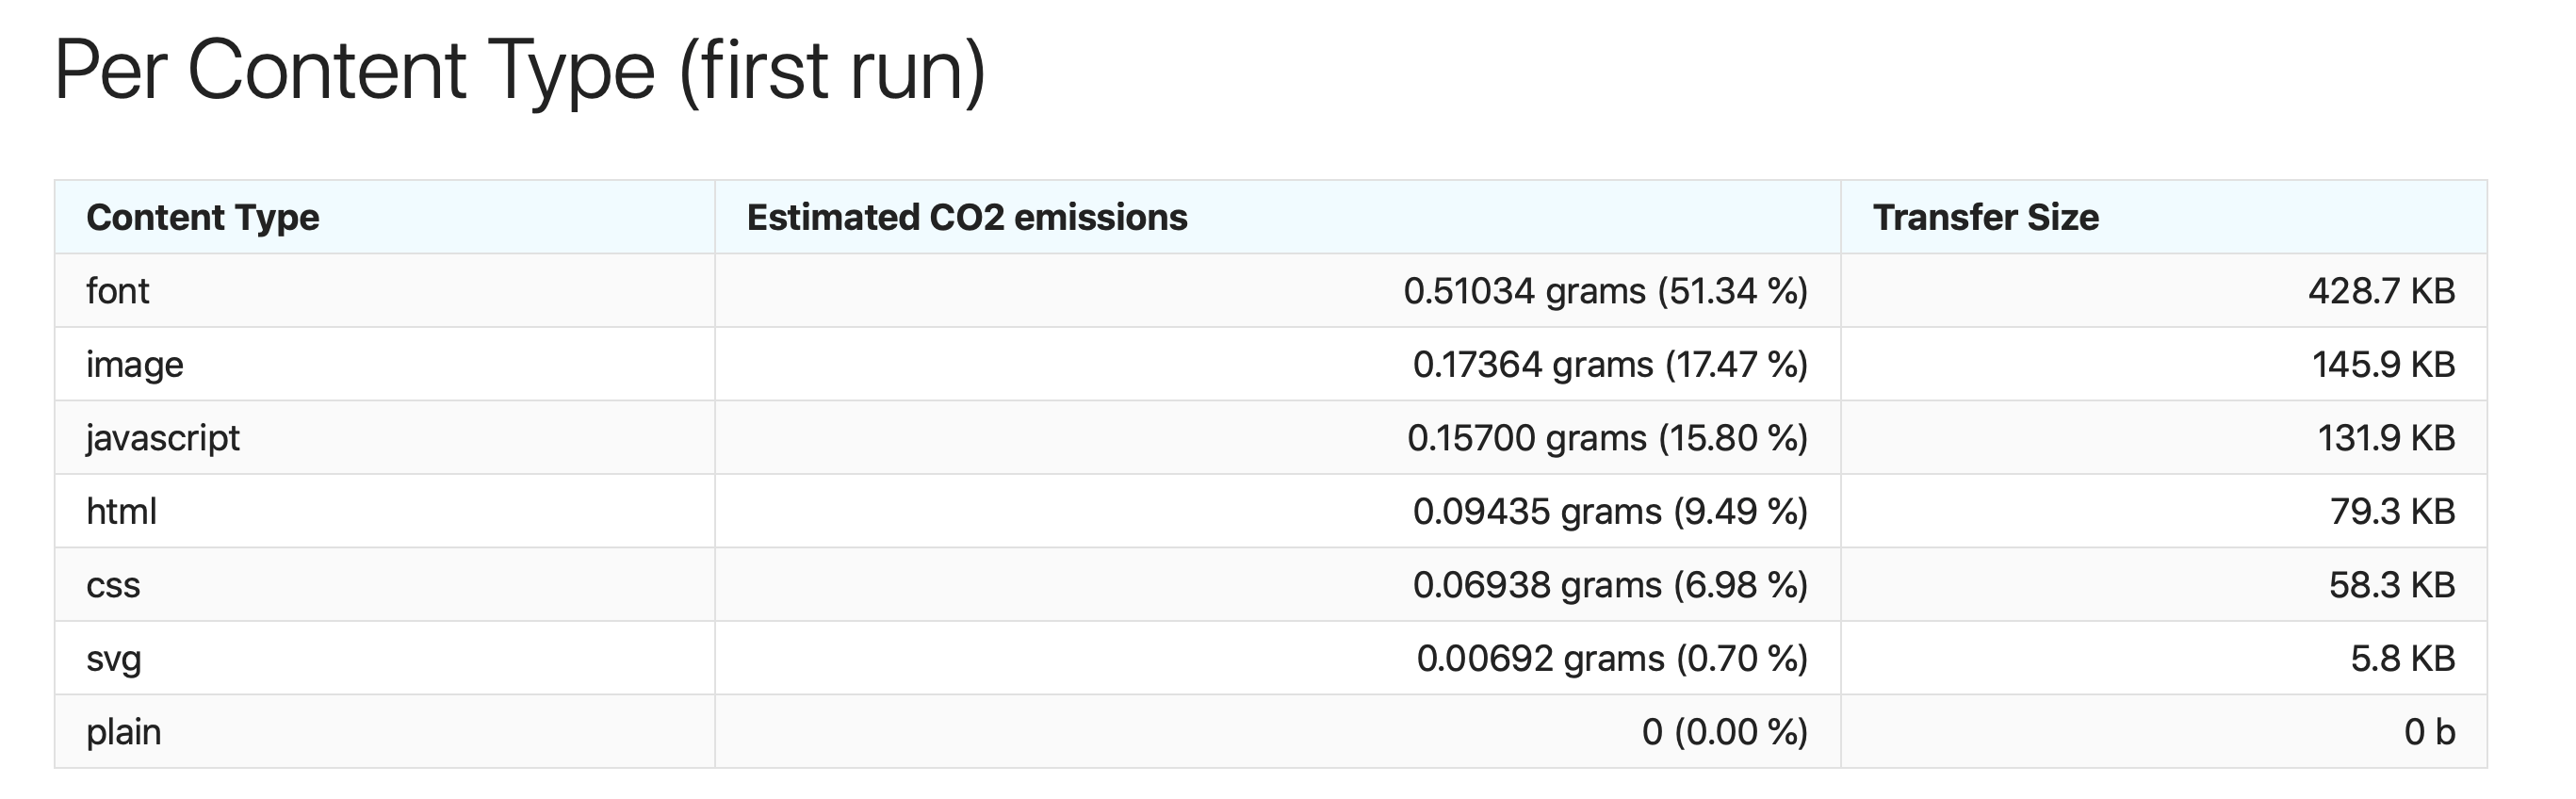 Per Content Type (first run)
Content Type Estimated CO2 emissions Transfer Size
font 0.51034 grams (51.34 %) 428.7 KB
image 0.17364 grams (17.47 %) 145.9 KB
javascript 0.15700 grams (15.80 %) 131.9 KB
html 0.09435 grams (9.49 %) 79.3 KB
css 0.06938 grams (6.98 %) 58.3 KB
svg 0.00692 grams (0.70 %) 5.8 KB
plain 0 (0.00 %) 0 b